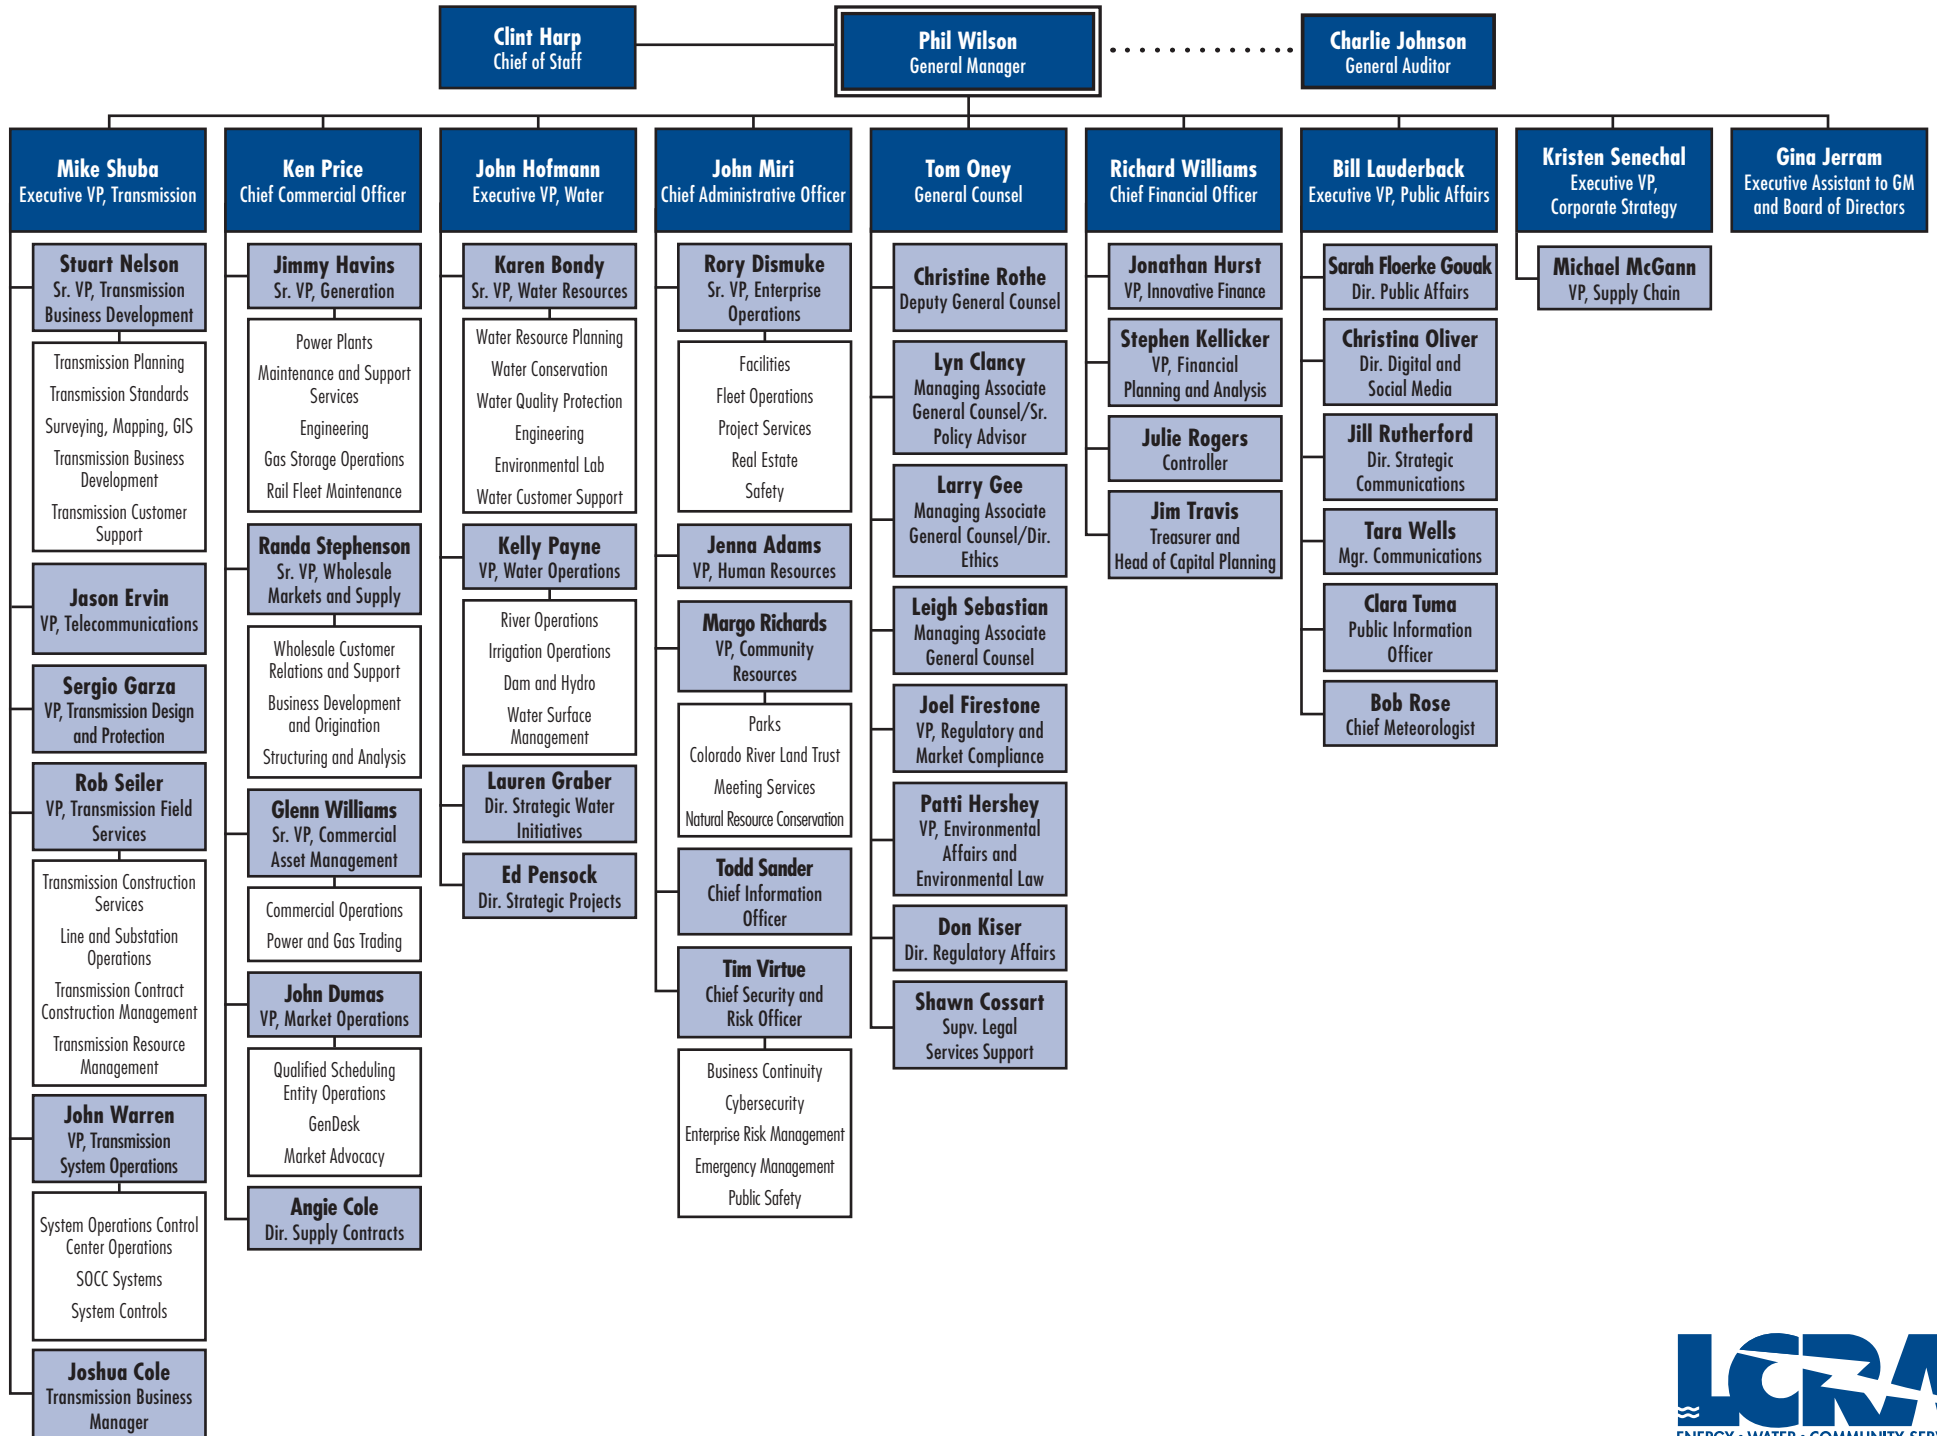 Clint Harp
Chief of Staff
Phil Wilson
General Manager
Charlie Johnson
General Auditor
Mike Shuba
Executive VP, Transmission
Stuart Nelson
Sr. VP, Transmission
Business Development
Transmission Planning
Transmission Standards
Surveying, Mapping, GIS
Transmission Business
Development
Transmission Customer
Support
Jason Ervin
VP, Telecommunications
Sergio Garza
VP, Transmission Design
and Protection
Rob Seiler
VP, Transmission Field
Services
Transmission Construction
Services
Line and Substation
Operations
Transmission Contract
Construction Management
Transmission Resource
Management
John Warren
VP, Transmission
System Operations
System Operations Control
Center Operations
SOCC Systems
System Controls
Joshua Cole
Transmission Business
Manager
Ken Price
Chief Commercial Officer
Jimmy Havins
Sr. VP, Generation
Power Plants
Maintenance and Support
Services
Engineering
Gas Storage Operations
Rail Fleet Maintenance
Randa Stephenson
Sr. VP, Wholesale
Markets and Supply
Wholesale Customer
Relations and Support
Business Development
and Origination
Structuring and Analysis
Glenn Williams
Sr. VP, Commercial
Asset Management
Commercial Operations
Power and Gas Trading
John Dumas
VP, Market Operations
Qualified Scheduling
Entity Operations
GenDesk
Market Advocacy
Angie Cole
Dir. Supply Contracts
John Hofmann
Executive VP, Water
Karen Bondy
Sr. VP, Water Resources
Water Resource Planning
Water Conservation
Water Quality Protection
Engineering
Environmental Lab
Water Customer Support
Kelly Payne
VP, Water Operations
River Operations
Irrigation Operations
Dam and Hydro
Water Surface
Management
Lauren Graber
Dir. Strategic Water
Initiatives
Ed Pensock
Dir. Strategic Projects
John Miri
Chief Administrative Officer
Rory Dismuke
Sr. VP, Enterprise
Operations
Facilities
Fleet Operations
Project Services
Real Estate
Safety
Jenna Adams
VP, Human Resources
Margo Richards
VP, Community
Resources
Parks
Colorado River Land Trust
Meeting Services
Natural Resource Conservation
Todd Sander
Chief Information
Officer
Tim Virtue
Chief Security and
Risk Officer
Business Continuity
Cybersecurity
Enterprise Risk Management
Emergency Management
Public Safety
Tom Oney
General Counsel
Christine Rothe
Deputy General Counsel
Lyn Clancy
Managing Associate
General Counsel/Sr.
Policy Advisor
Larry Gee
Managing Associate
General Counsel/Dir.
Ethics
Leigh Sebastian
Managing Associate
General Counsel
Joel Firestone
VP, Regulatory and
Market Compliance
Patti Hershey
VP, Environmental
Affairs and
Environmental Law
Don Kiser
Dir. Regulatory Affairs
Shawn Cossart
Supv. Legal
Services Support
Richard Williams
Chief Financial Officer
Jonathan Hurst
VP, Innovative Finance
Stephen Kellicker
VP, Financial
Planning and Analysis
Julie Rogers
Controller
Jim Travis
Treasurer and
Head of Capital Planning
Bill Lauderback
Executive VP, Public Affairs
Sarah Floerke Gouak
Dir. Public Affairs
Christina Oliver
Dir. Digital and
Social Media
Jill Rutherford
Dir. Strategic
Communications
Tara Wells
Mgr. Communications
Clara Tuma
Public Information
Officer
Bob Rose
Chief Meteorologist
Kristen Senechal
Executive VP,
Corporate Strategy
Michael McGann
VP, Supply Chain
Gina Jerram
Executive Assistant to GM
and Board of Directors
LCRA
ENERGY • WATER • COMMUNITY